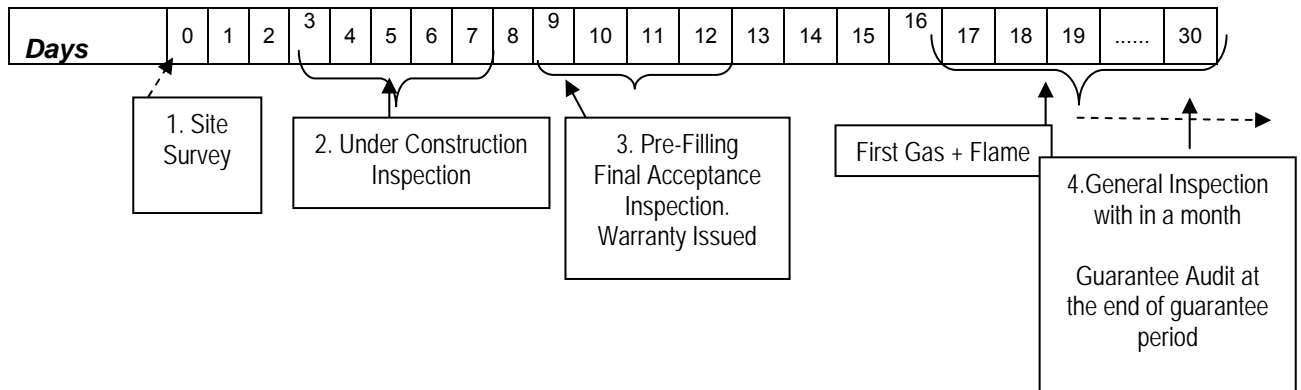 Days 0 1 2 3 4 5 6 7 8 9 10 11 12 13 14 15 16 17 18 19 ...... 30
1. Site
Survey
2. Under Construction
Inspection
3. Pre-Filling
Final Acceptance
Inspection.
Warranty Issued
First Gas + Flame
4.General Inspection
with in a month
Guarantee Audit at
the end of guarantee
period